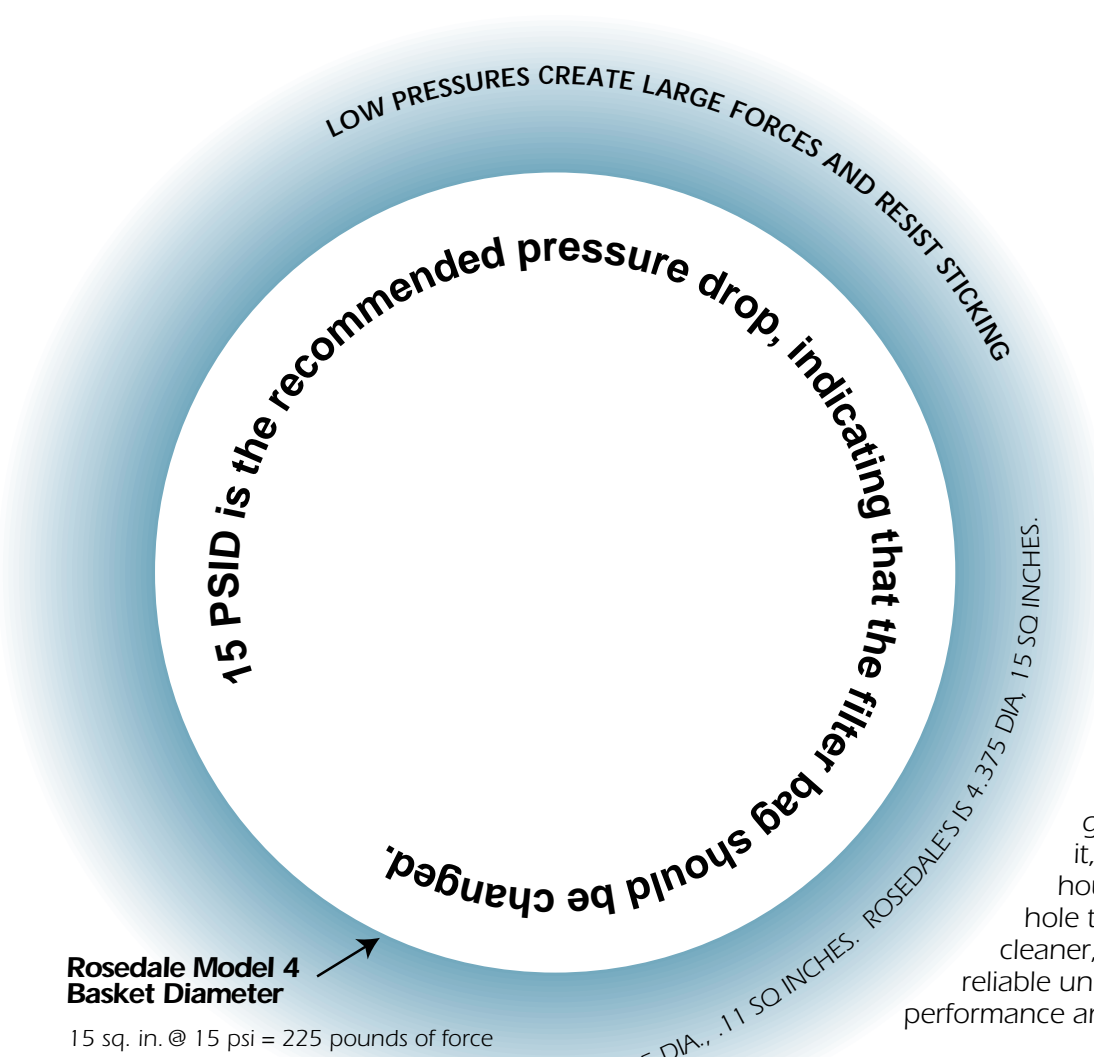 LOW PRESSURES CREATE LARGE FORCES AND RESIST STICKING
15 PSID is the recommended pressure drop, indicating that the filter bag should be changed.
DIA., .11 SQ INCHES. ROSEDALE'S IS 4.375 DIA, 15 SQ INCHES.
it,
hole
cleaner,
reliable
performance
Rosedale Model 4
Basket Diameter
15 sq. in. @ 15 psi = 225 pounds of force